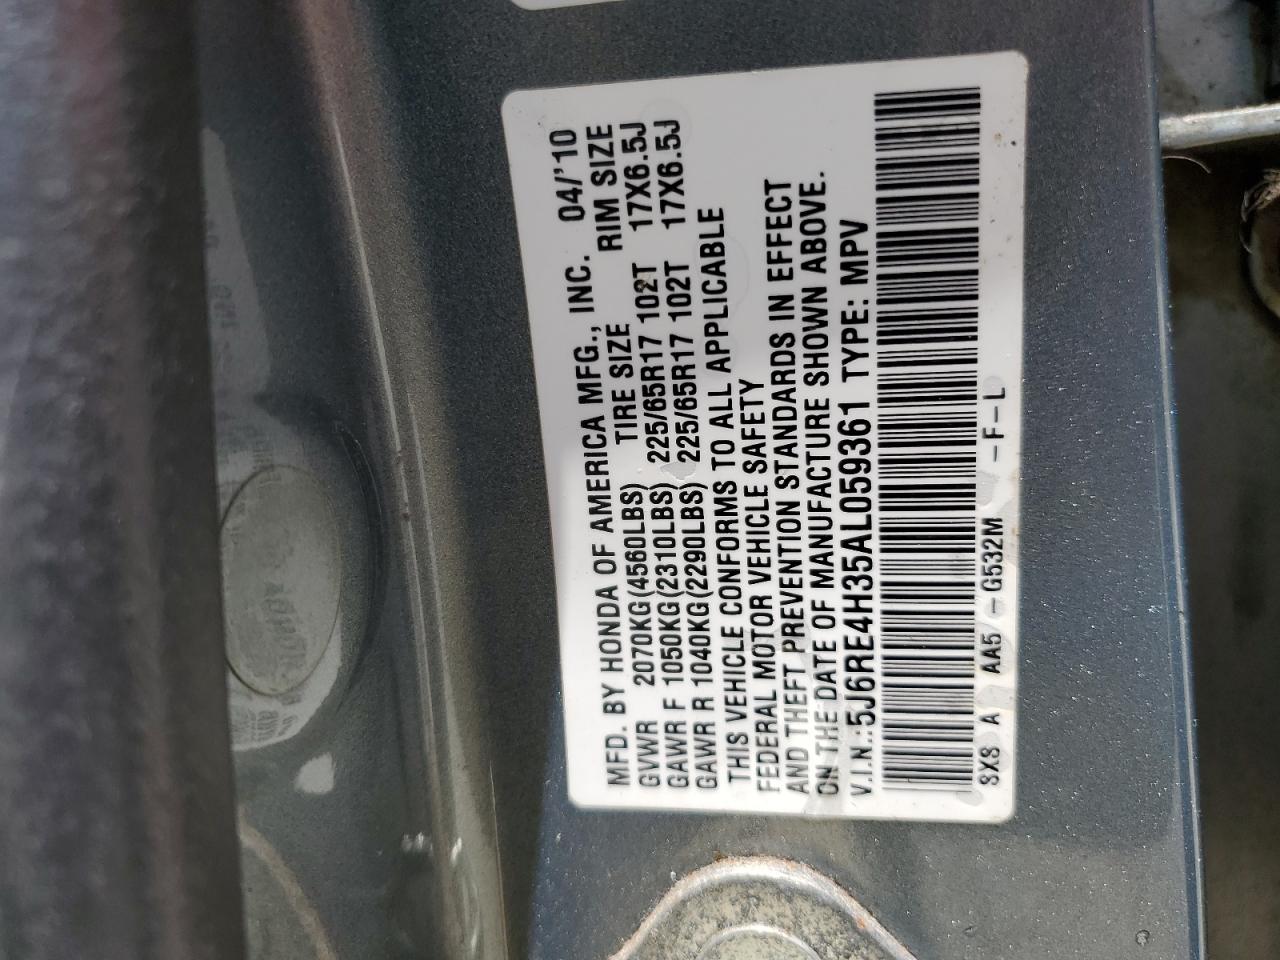 MFD. BY HONDA OF AMERICA MFG., INC. 04/'10
GVWR 2070KG(4560LBS) TIRE SIZE RIM SIZE
GAWR F 1050KG(2310LBS) 225/65R17 102T 17X6.5J
GAWR R 1040KG(2290LBS) 225/65R17 102T 17X6.5J
THIS VEHICLE CONFORMS TO ALL APPLICABLE
FEDERAL MOTOR VEHICLE SAFETY
AND THEFT PREVENTION STANDARDS IN EFFECT
ON THE DATE OF MANUFACTURE SHOWN ABOVE.
V.I.N.:5J6RE4H35AL059361 TYPE: MPV
SX8 A AA5 - G532M - F - L